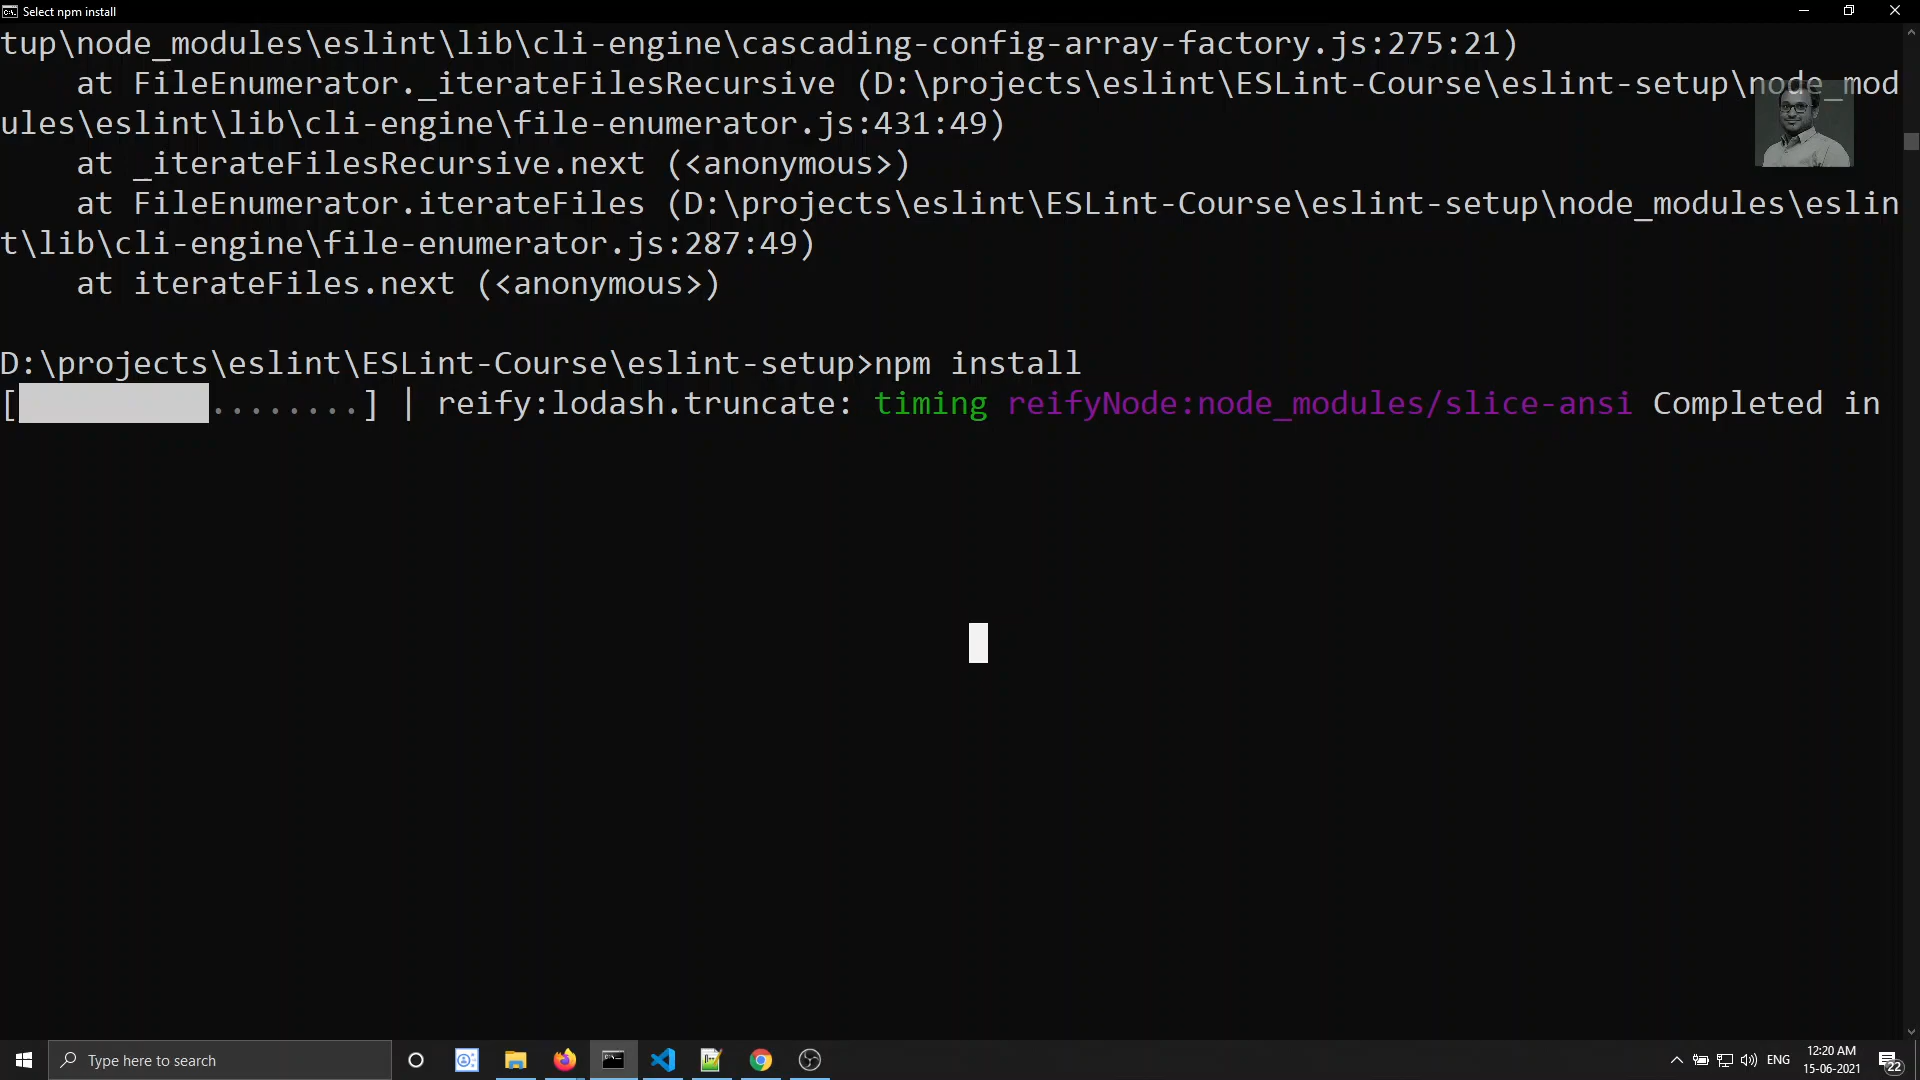 Select npm install
tup\node_modules\eslint\lib\cli-engine\cascading-config-array-factory.js:275:21)
    at FileEnumerator._iterateFilesRecursive (D:\projects\eslint\ESLint-Course\eslint-setup\node_mod
ules\eslint\lib\cli-engine\file-enumerator.js:431:49)
    at _iterateFilesRecursive.next (<anonymous>)
    at FileEnumerator.iterateFiles (D:\projects\eslint\ESLint-Course\eslint-setup\node_modules\eslin
t\lib\cli-engine\file-enumerator.js:287:49)
    at iterateFiles.next (<anonymous>)
D:\projects\eslint\ESLint-Course\eslint-setup>npm install
[ ........] | reify:lodash.truncate: timing reifyNode:node_modules/slice-ansi Completed in
Type here to search
ENG
12:20 AM
15-06-2021
22